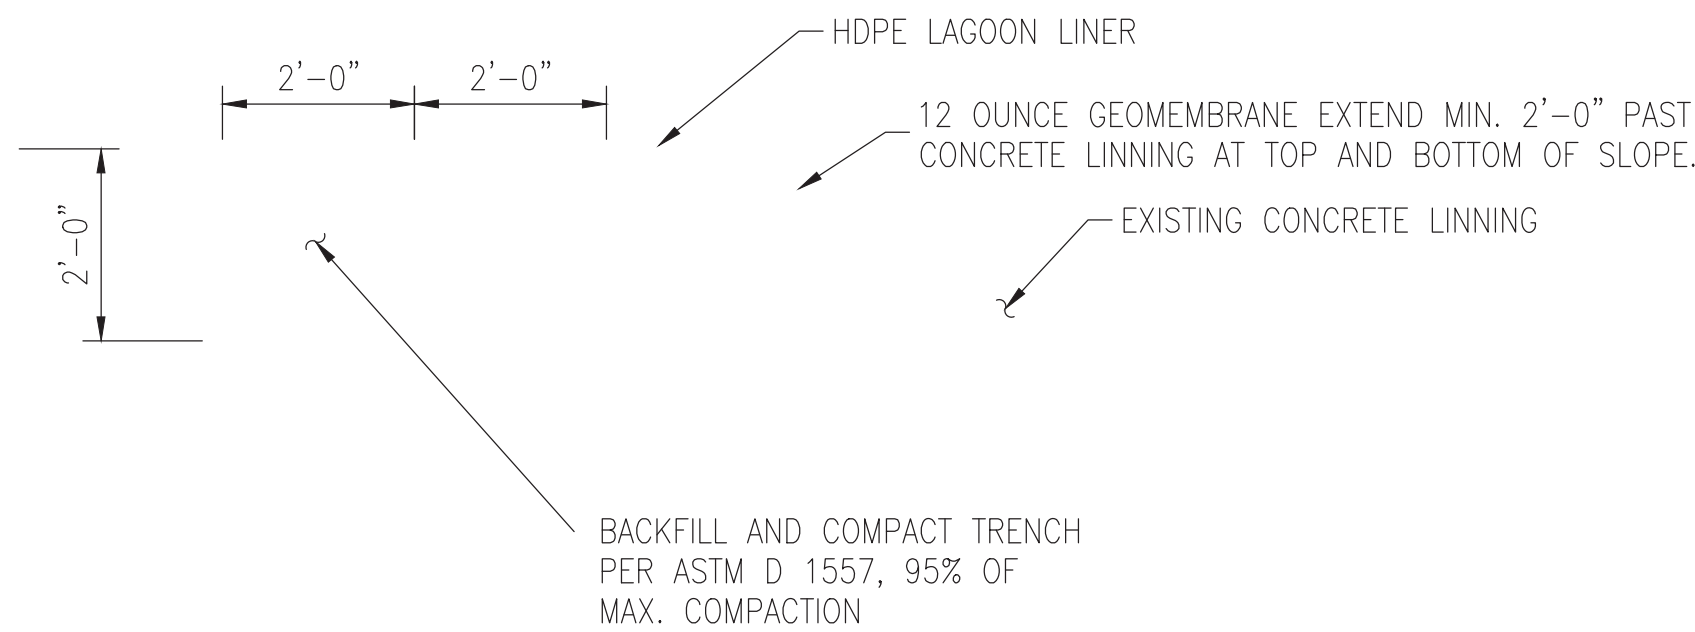 HDPE LAGOON LINER
2'-0" 2'-0"
12 OUNCE GEOMEMBRANE EXTEND MIN. 2'-0" PAST
CONCRETE LINNING AT TOP AND BOTTOM OF SLOPE.
2'-0"
EXISTING CONCRETE LINNING
BACKFILL AND COMPACT TRENCH
PER ASTM D 1557, 95% OF
MAX. COMPACTION